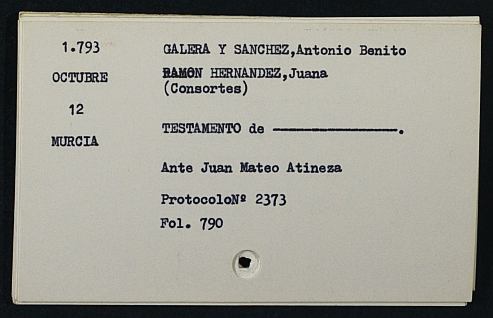 1.793
GALERA Y SANCHEZ,Antonio Benito
OCTUBRE
RAMON HERNANDEZ,Juana
(Consortes)
12
MURCIA
TESTAMENTO de ——————————.
Ante Juan Mateo Atineza
ProtocoloNº 2373
Fol. 790